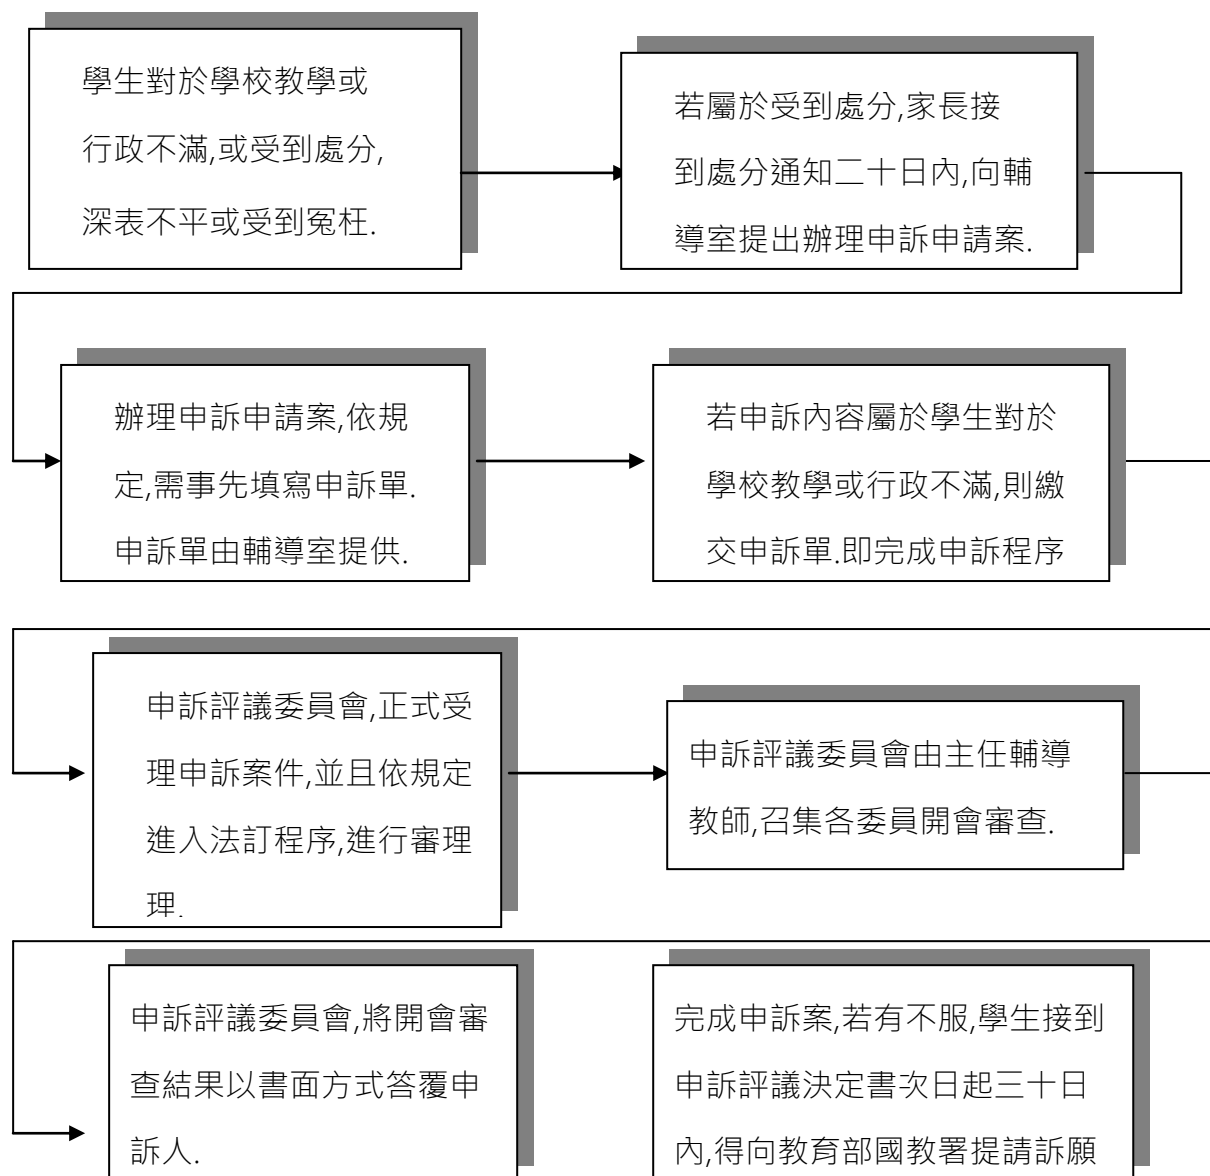 學生對於學校教學或
行政不滿,或受到處分,
深表不平或受到冤枉.
若屬於受到處分,家長接
到處分通知二十日內,向輔
導室提出辦理申訴申請案.
辦理申訴申請案,依規
定,需事先填寫申訴單.
申訴單由輔導室提供.
若申訴內容屬於學生對於
學校教學或行政不滿,則繳
交申訴單.即完成申訴程序
申訴評議委員會,正式受
理申訴案件,並且依規定
進入法訂程序,進行審理
理.
申訴評議委員會由主任輔導
教師,召集各委員開會審查.
申訴評議委員會,將開會審
查結果以書面方式答覆申
訴人.
完成申訴案,若有不服,學生接到
申訴評議決定書次日起三十日
內,得向教育部國教署提請訴願